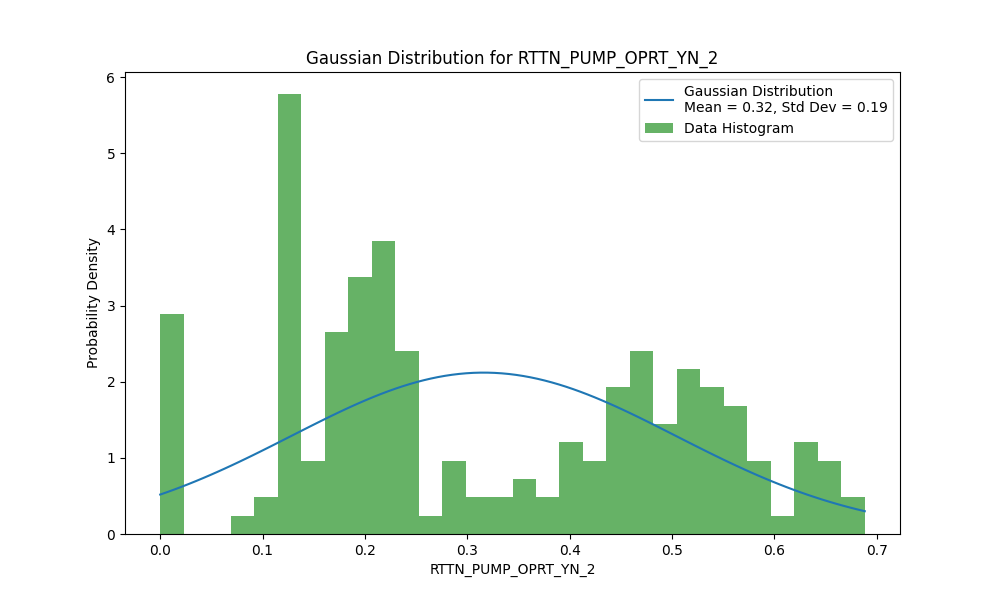 Gaussian Distribution for RTTN_PUMP_OPRT_YN_2
Gaussian Distribution
Mean = 0.32, Std Dev = 0.19
Data Histogram
Probability Density
6
5
4
3
2
1
0
0.0 0.1 0.2 0.3 0.4 0.5 0.6 0.7
RTTN_PUMP_OPRT_YN_2